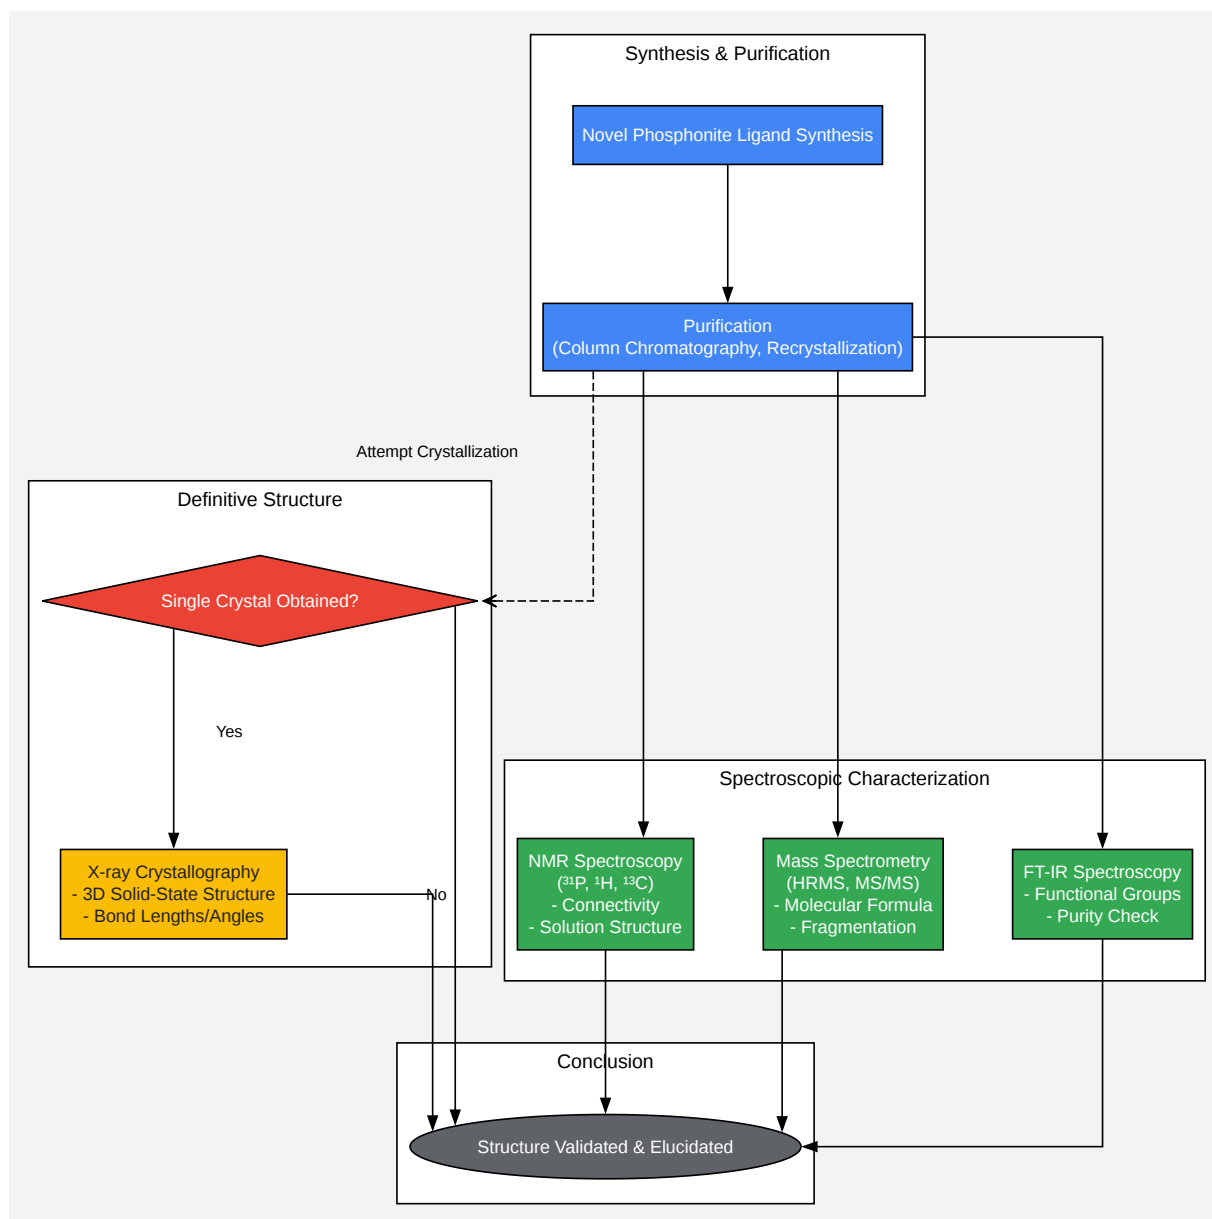 Synthesis & Purification
Novel Phosphonite Ligand Synthesis
Purification
(Column Chromatography, Recrystallization)
Attempt Crystallization
Definitive Structure
Single Crystal Obtained?
Yes
X-ray Crystallography
- 3D Solid-State Structure
- Bond Lengths/Angles
No
Spectroscopic Characterization
NMR Spectroscopy
(³¹P, ¹H, ¹³C)
- Connectivity
- Solution Structure
Mass Spectrometry
(HRMS, MS/MS)
- Molecular Formula
- Fragmentation
FT-IR Spectroscopy
- Functional Groups
- Purity Check
Conclusion
Structure Validated & Elucidated